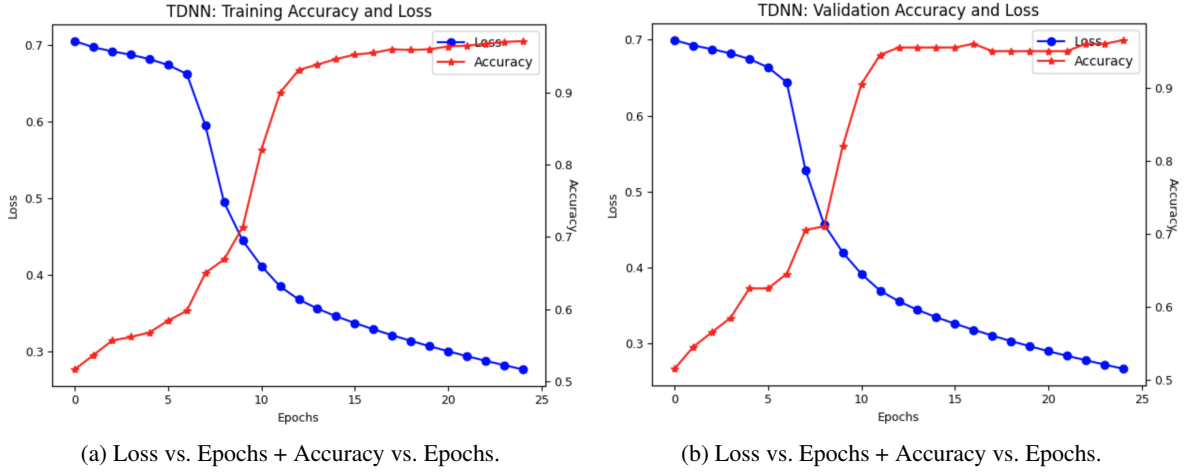 TDNN: Training Accuracy and Loss
0.7
0.6
0.5
0.4
0.3
Loss
Loss
Accuracy
0.9
0.8
0.7
0.6
0.5
Accuracy
0 5 10 15 20 25
Epochs
(a) Loss vs. Epochs + Accuracy vs. Epochs.
TDNN: Validation Accuracy and Loss
0.7
0.6
0.5
0.4
0.3
Loss
Loss
Accuracy
0.9
0.8
0.7
0.6
0.5
Accuracy
0 5 10 15 20 25
Epochs
(b) Loss vs. Epochs + Accuracy vs. Epochs.